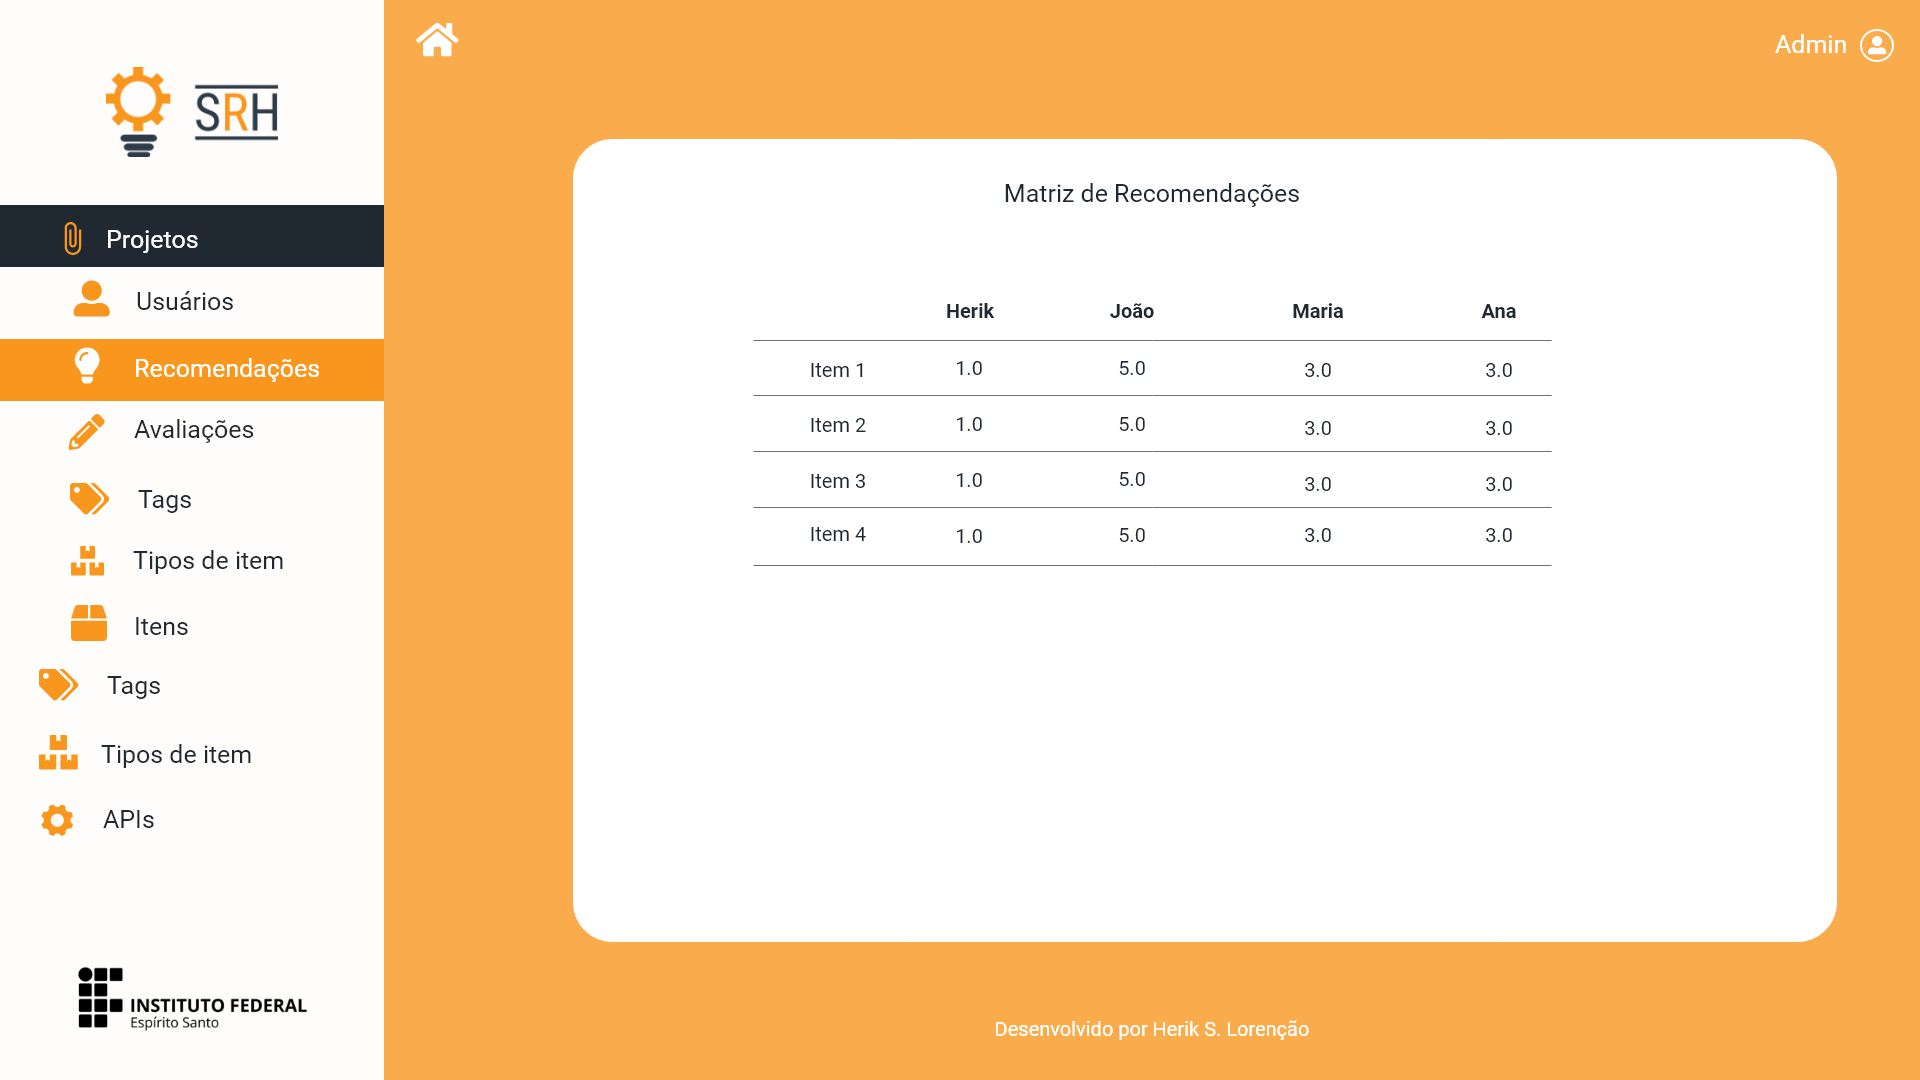 SRH
Projetos
Usuários
Recomendações
Avaliações
Tags
Tipos de item
Itens
Tags
Tipos de item
APIs
INSTITUTO FEDERAL
Espírito Santo
Admin
Matriz de Recomendações
Herik João Maria Ana
Item 1 1.0 5.0 3.0 3.0
Item 2 1.0 5.0 3.0 3.0
Item 3 1.0 5.0 3.0 3.0
Item 4 1.0 5.0 3.0 3.0
Desenvolvido por Herik S. Lorenção